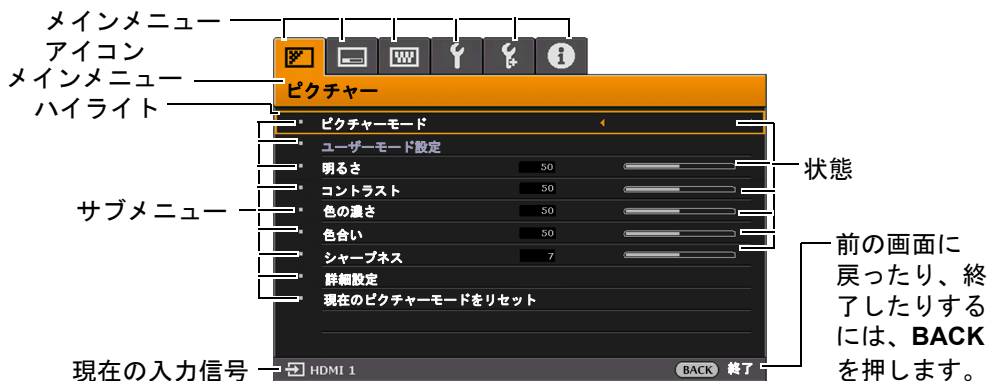 メインメニュー
アイコン
メインメニュー
ハイライト
サブメニュー
現在の入力信号
ピクチャー
ピクチャーモード
ユーザーモード設定
明るさ 50
コントラスト 50
色の濃さ 50
色合い 50
シャープネス 7
詳細設定
現在のピクチャーモードをリセット
HDMI 1
BACK 終了
状態
前の画面に
戻ったり、終
了したりする
には、BACK
を押します。